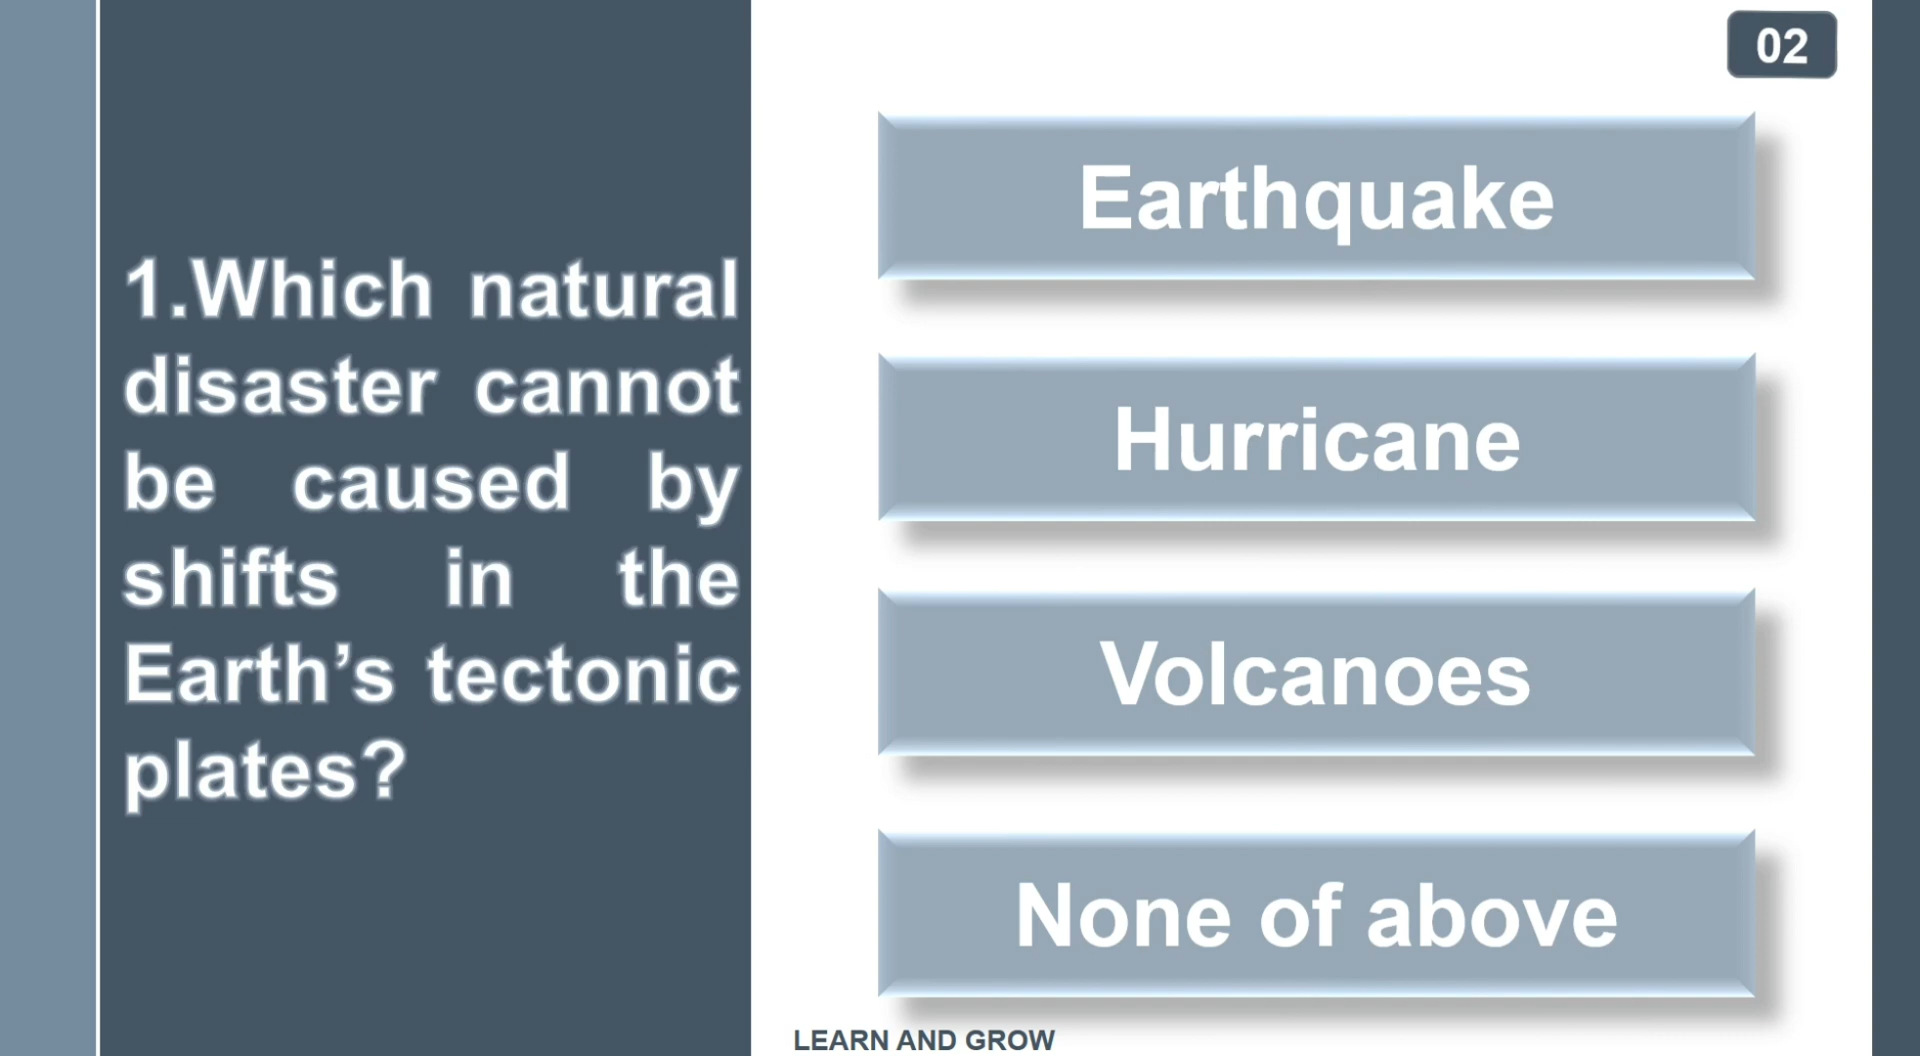 02
1.Which natural
disaster cannot
be caused by
shifts in the
Earth’s tectonic
plates?
Earthquake
Hurricane
Volcanoes
None of above
LEARN AND GROW